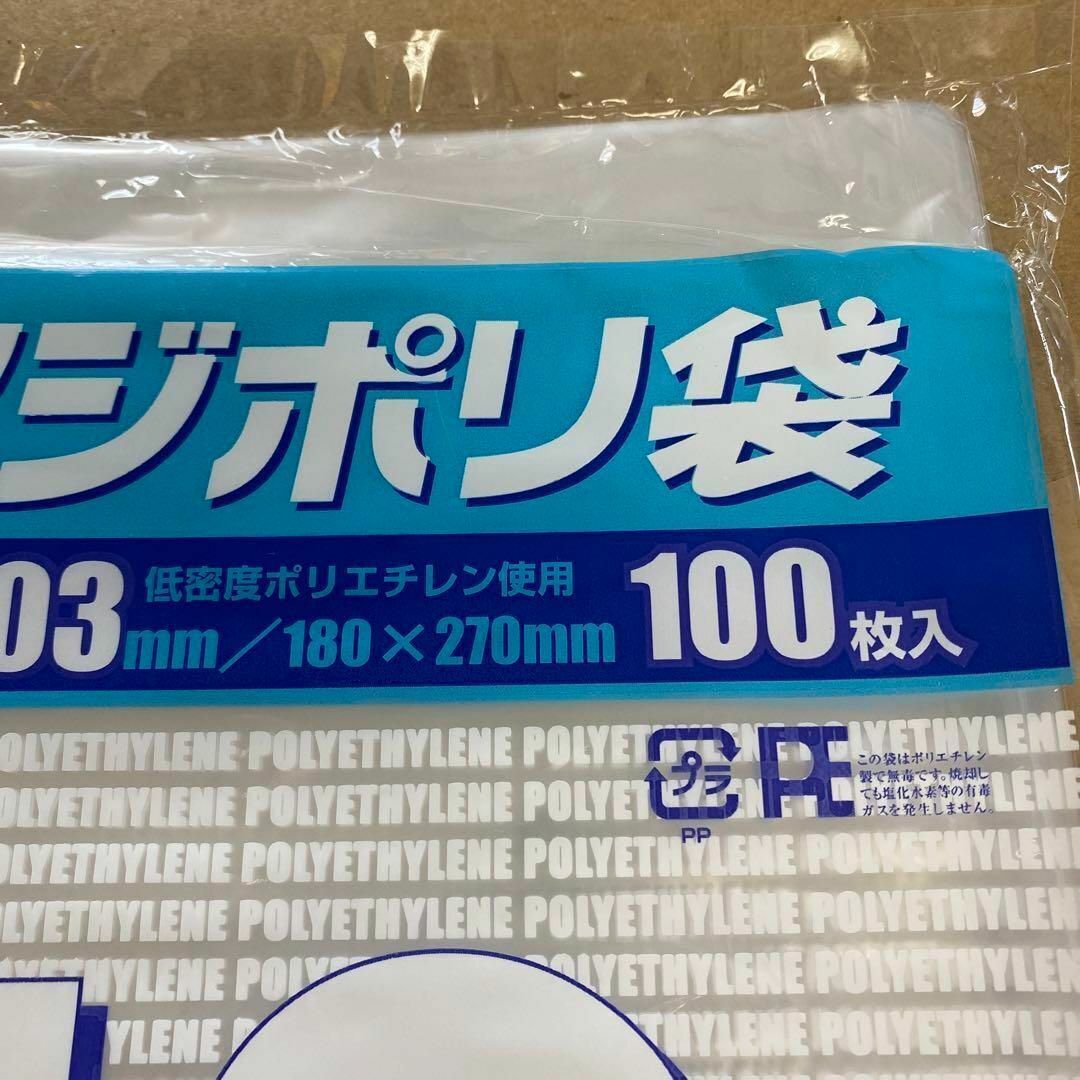 ジポリ袋
03mm/180×270mm 低密度ポリエチレン使用 100枚入
POLYETHYLENE POLYETHYLENE POLYETHYLENE
プラ
PP
PE
この袋はポリエチレン
製で無毒です。焼却し
ても塩化水素等の有毒
ガスを発生しません。
POLYETHYLENE POLYETHYLENE POLYETHYLENE
POLYETHYLENE POLYETHYLENE POLYETHYLENE
POLYETHYLENE POLYETHYLENE POLYETHYLENE
POLYETHYLENE POLYETHYLENE POLYETHYLENE